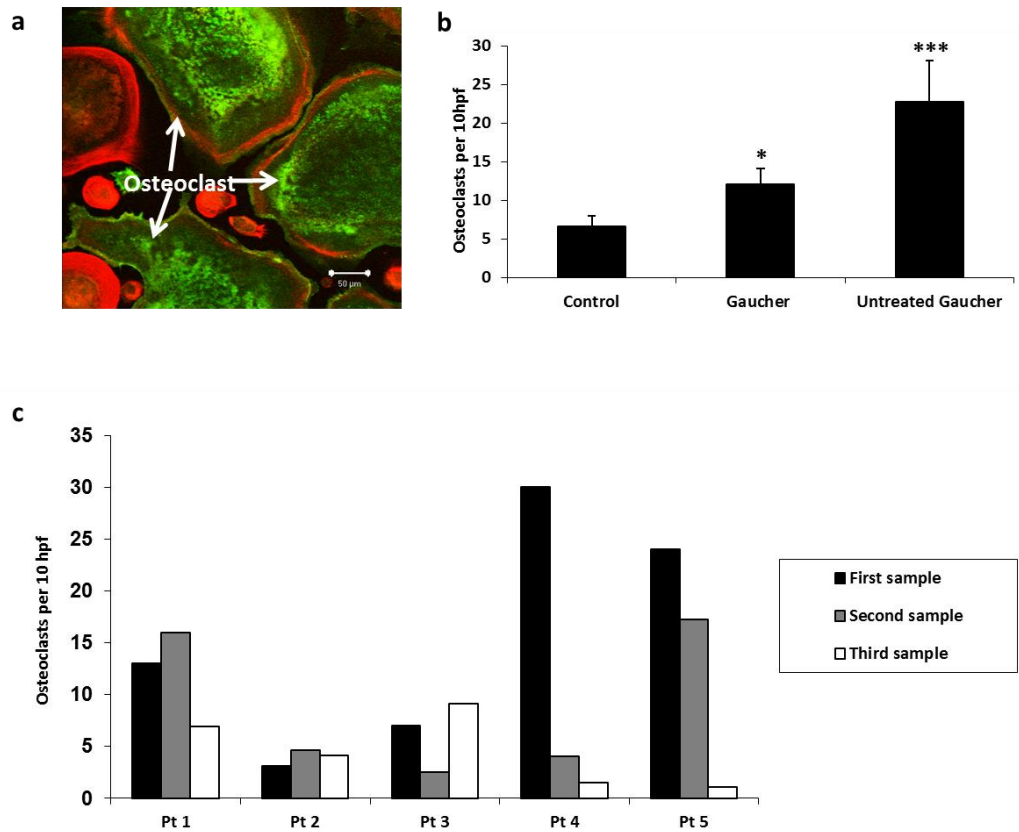 a
Osteoclast
50 µm
b
Osteoclasts per 10hpf
30
25
20
15
10
5
0
*
***
Control Gaucher Untreated Gaucher
c
Osteoclasts per 10 hpf
35
30
25
20
15
10
5
0
Pt 1 Pt 2 Pt 3 Pt 4 Pt 5
First sample
Second sample
Third sample